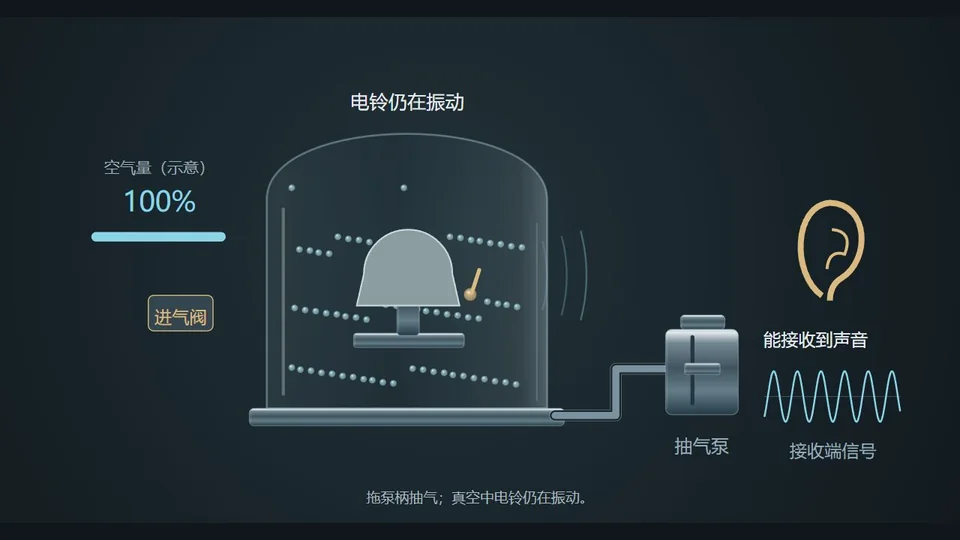 电铃仍在振动
空气量（示意）
100%
进气阀
能接收到声音
抽气泵
接收端信号
拖泵柄抽气；真空中电铃仍在振动。